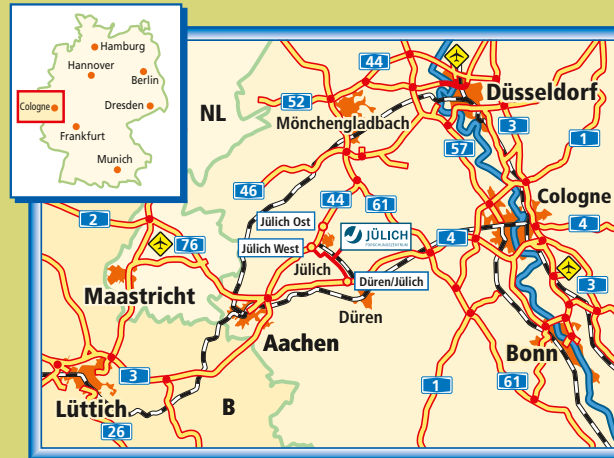 Hamburg
Hannover
Berlin
Cologne
Dresden
Frankfurt
Munich
44
Düsseldorf
NL
52
Mönchengladbach
3
1
57
46
44
61
Cologne
2
Jülich Ost
JÜLICH
FORSCHUNGSZENTRUM
4
4
76
Jülich West
Jülich
Düren/Jülich
Maastricht
Düren
3
Aachen
Bonn
3
1
61
Lüttich
B
26